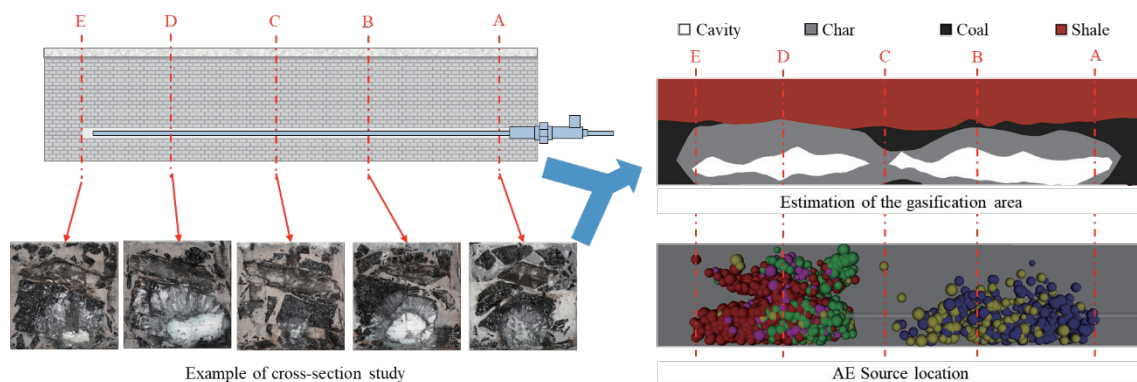 E D C B A
Example of cross-section study
Cavity Char Coal Shale
E D C B A
Estimation of the gasification area
AE Source location